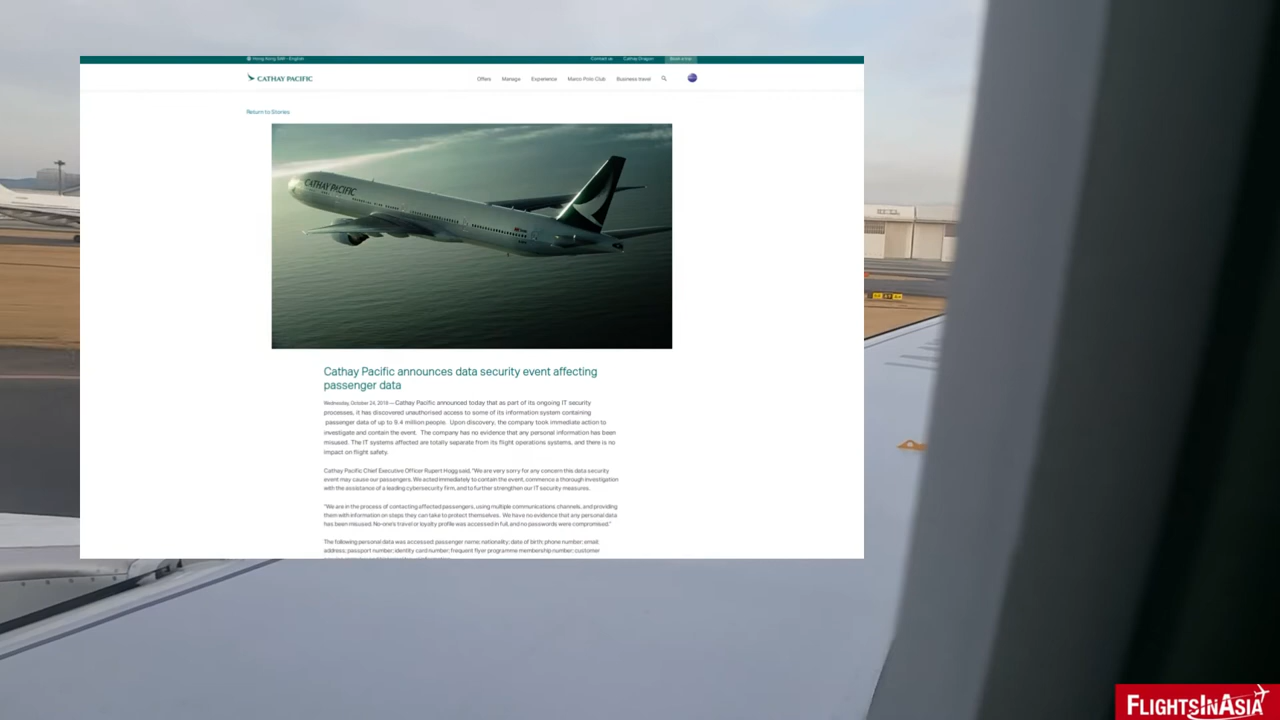 Hong Kong SAR - English
Contact us
Cathay Dragon
Book a trip
CATHAY PACIFIC
Offers
Manage
Experience
Marco Polo Club
Business travel
Return to Stories
CATHAY PACIFIC
Cathay Pacific announces data security event affecting
passenger data
Wednesday, October 24, 2018 — Cathay Pacific announced today that as part of its ongoing IT security
processes, it has discovered unauthorised access to some of its information system containing
passenger data of up to 9.4 million people. Upon discovery, the company took immediate action to
investigate and contain the event. The company has no evidence that any personal information has been
misused. The IT systems affected are totally separate from its flight operations systems, and there is no
impact on flight safety.
Cathay Pacific Chief Executive Officer Rupert Hogg said, "We are very sorry for any concern this data security
event may cause our passengers. We acted immediately to contain the event, commence a thorough investigation
with the assistance of a leading cybersecurity firm, and to further strengthen our IT security measures.
"We are in the process of contacting affected passengers, using multiple communications channels, and providing
them with information on steps they can take to protect themselves. We have no evidence that any personal data
has been misused. No-one's travel or loyalty profile was accessed in full, and no passwords were compromised."
The following personal data was accessed: passenger name; nationality; date of birth; phone number; email;
address; passport number; identity card number; frequent flyer programme membership number; customer
FLIGHTSINASIA